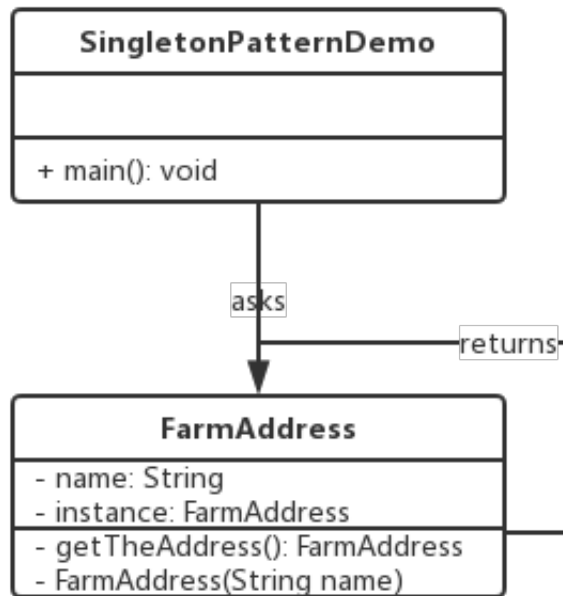 SingletonPatternDemo
+ main(): void
asks
returns
FarmAddress
- name: String
- instance: FarmAddress
- getTheAddress(): FarmAddress
- FarmAddress(String name)